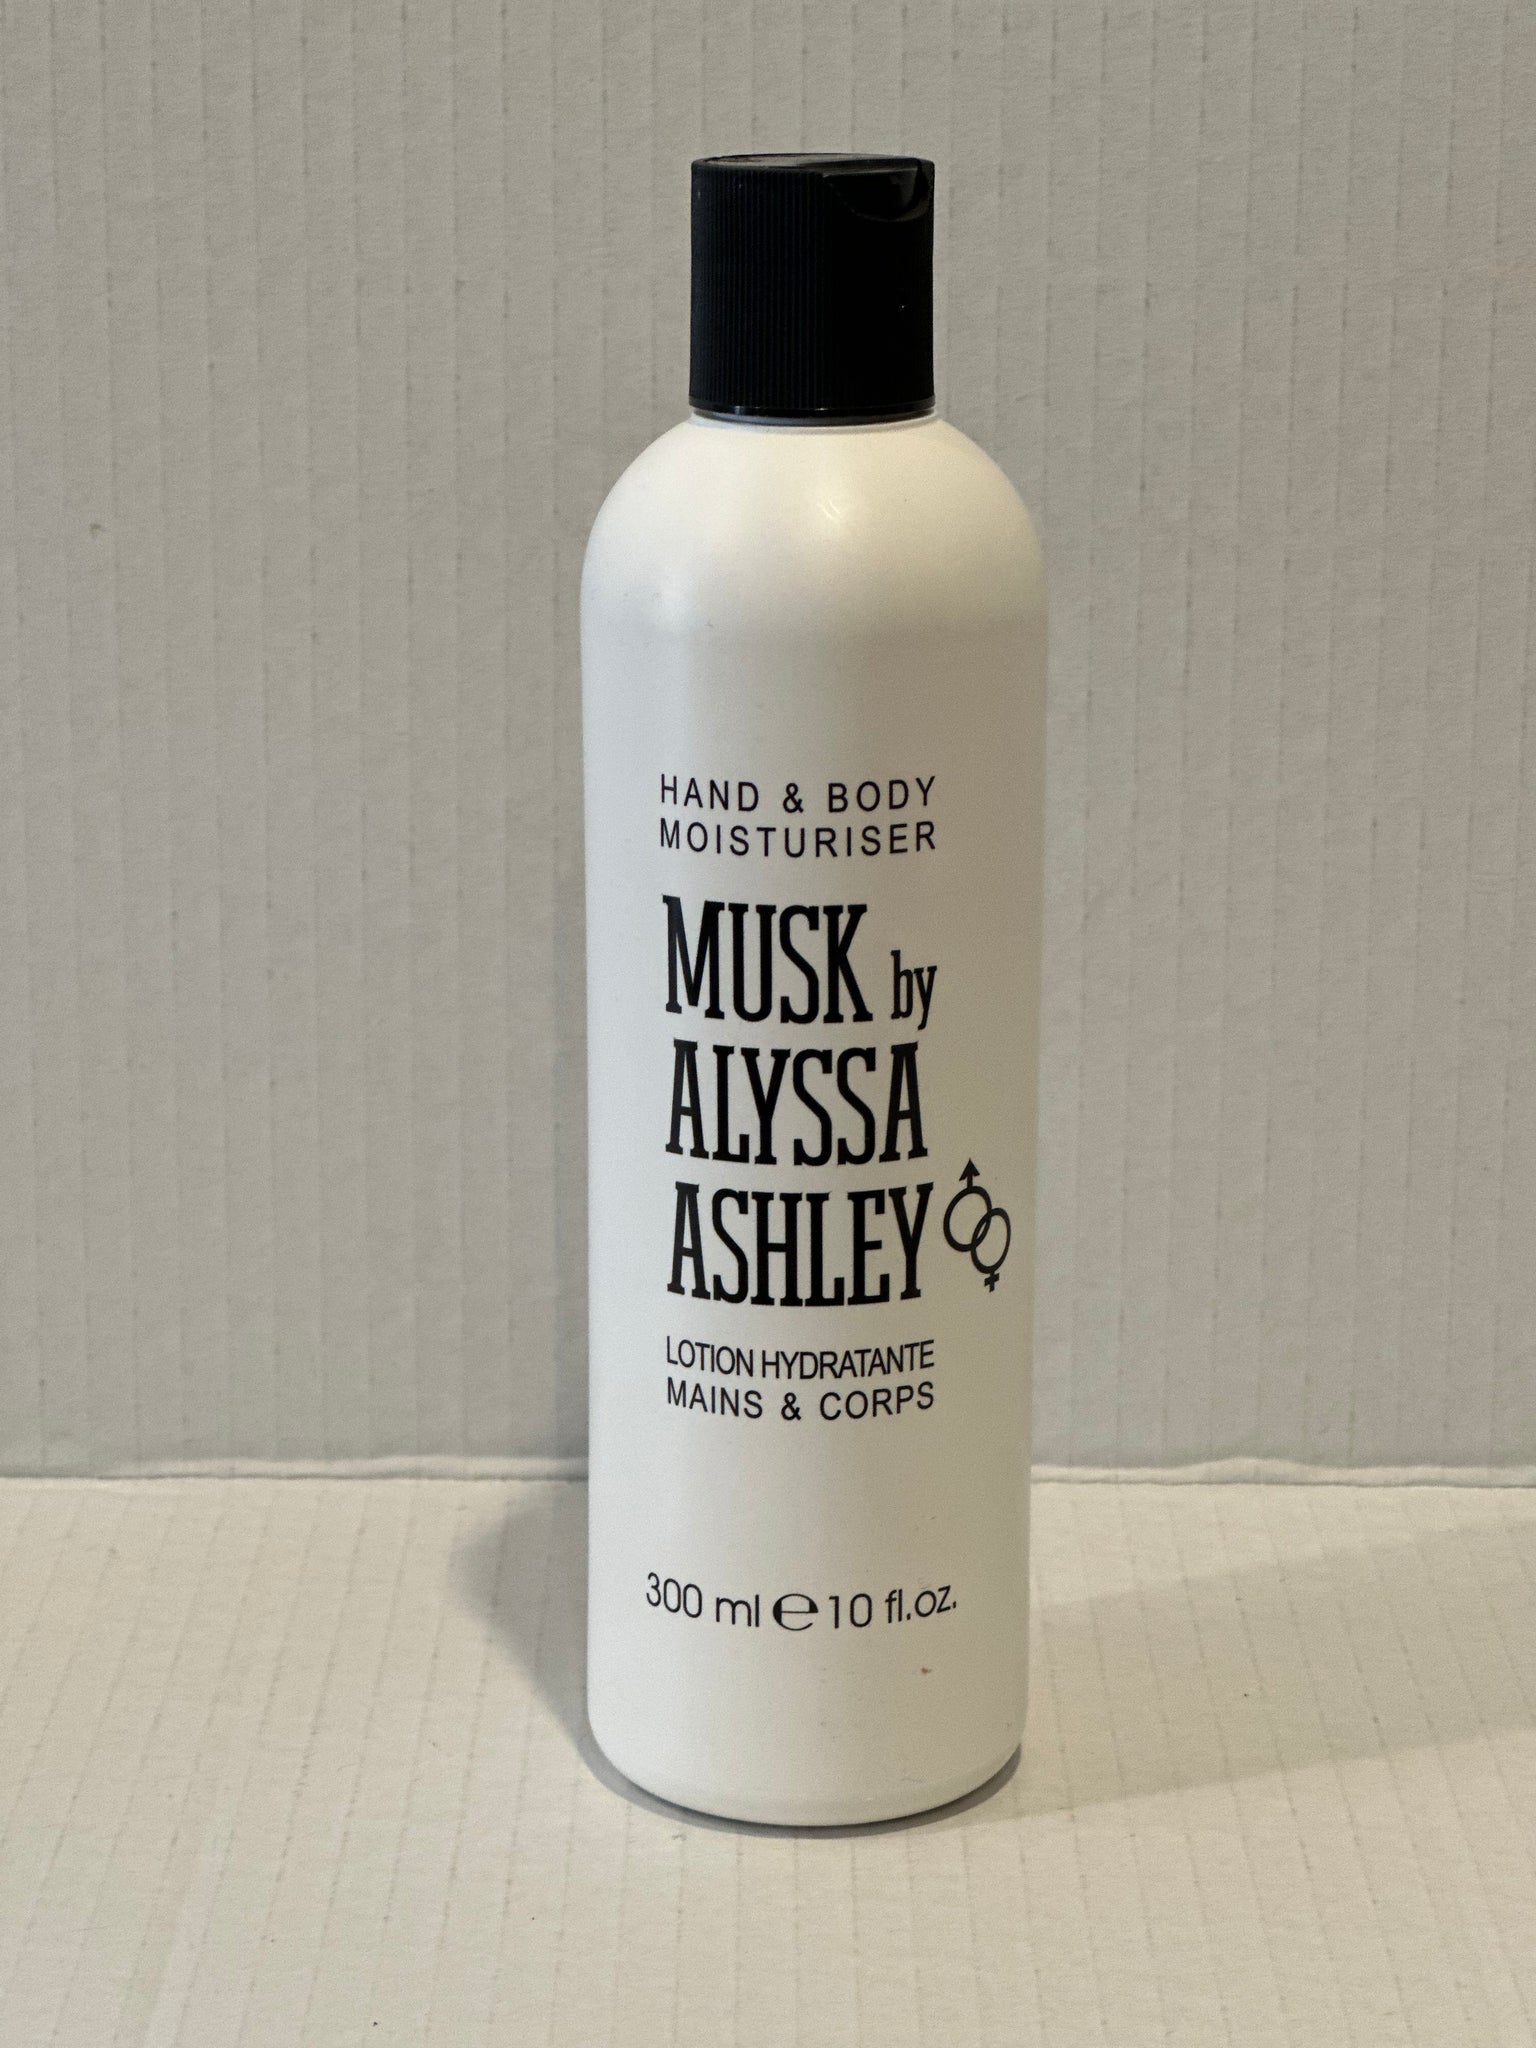 HAND & BODY
MOISTURISER
MUSK by
ALYSSA
ASHLEY
LOTION HYDRATANTE
MAINS & CORPS
300 ml ℮ 10 fl.oz.